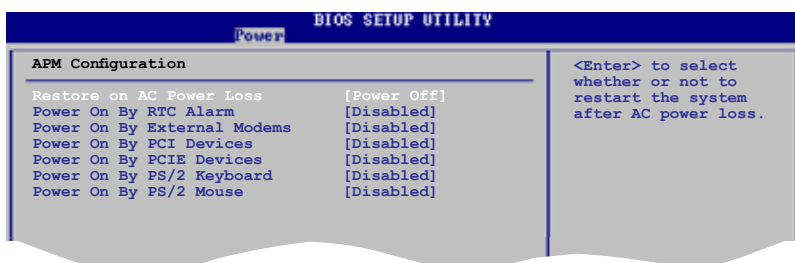 BIOS SETUP UTILITY
Power
APM Configuration
Restore on AC Power Loss [Power Off]
Power On By RTC Alarm [Disabled]
Power On By External Modems [Disabled]
Power On By PCI Devices [Disabled]
Power On By PCIE Devices [Disabled]
Power On By PS/2 Keyboard [Disabled]
Power On By PS/2 Mouse [Disabled]
<Enter> to select
whether or not to
restart the system
after AC power loss.